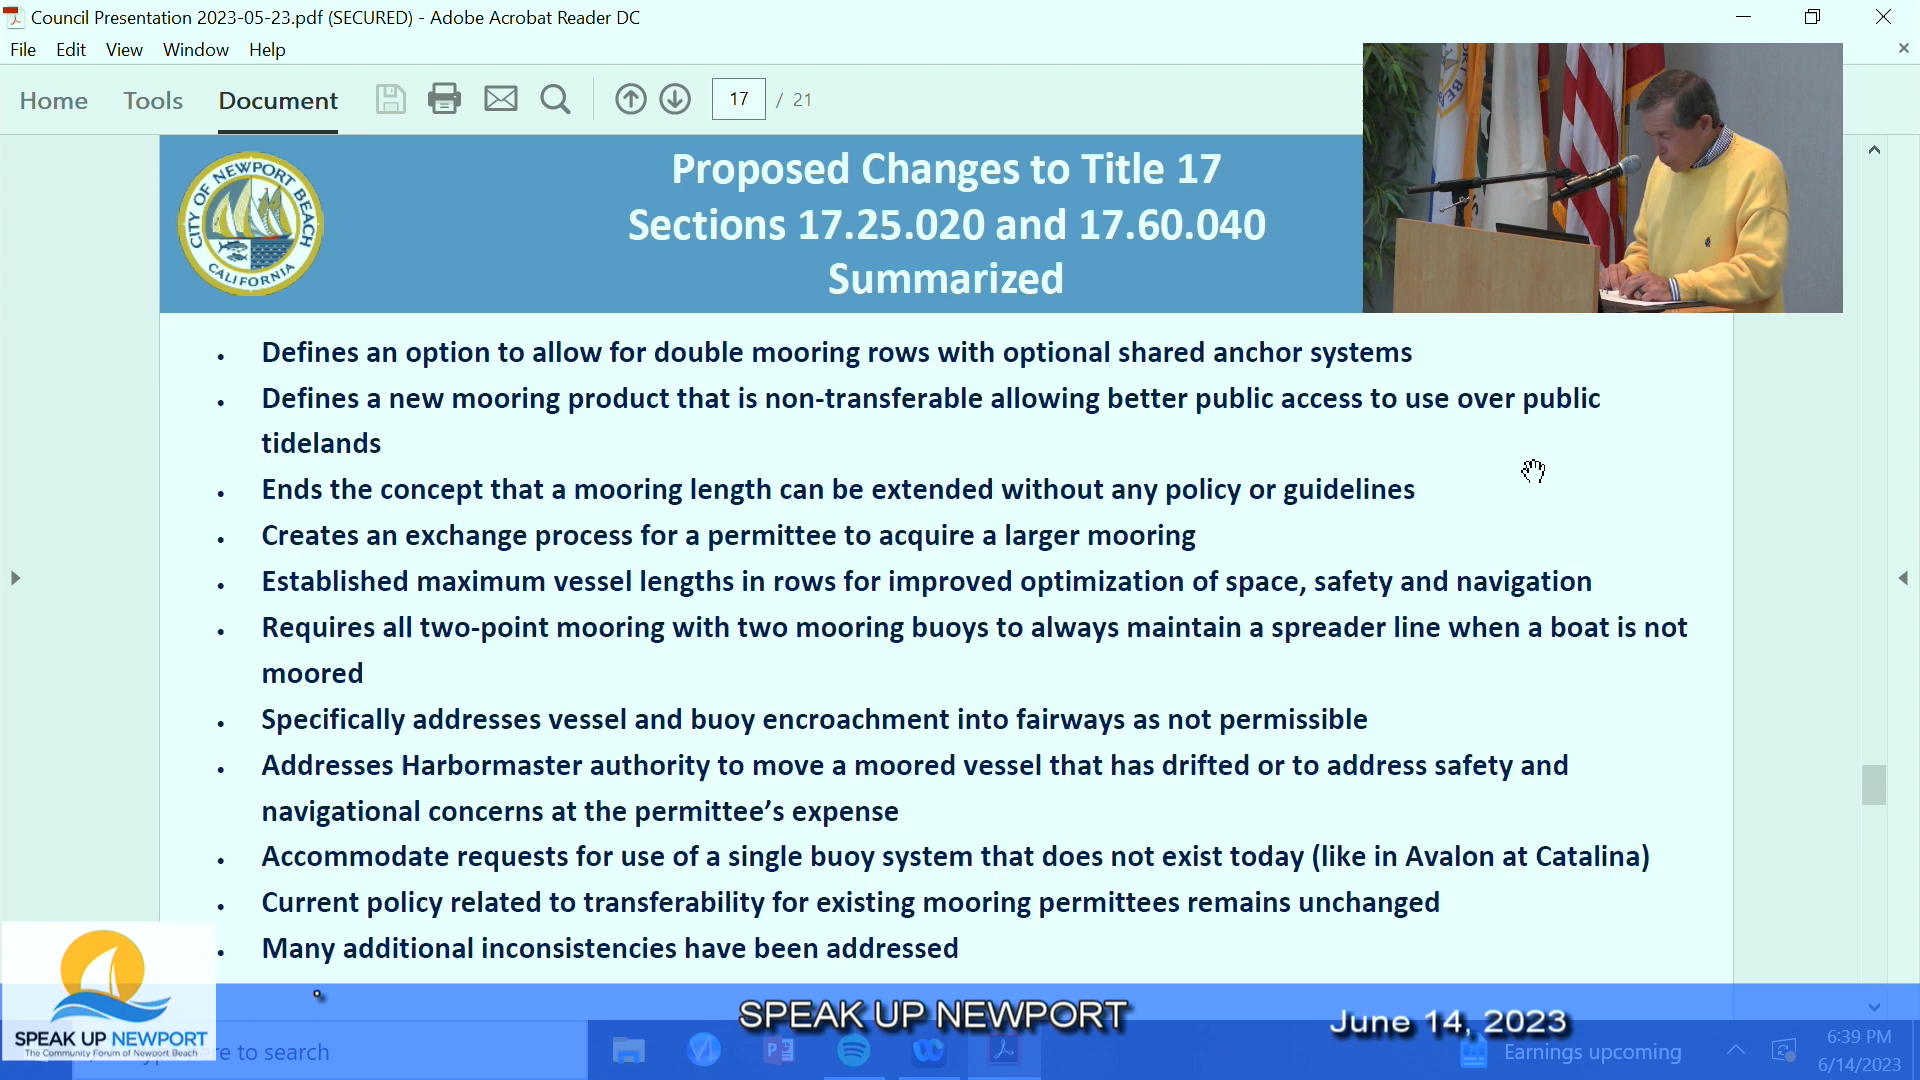 Council Presentation 2023-05-23.pdf (SECURED) - Adobe Acrobat Reader DC
File Edit View Window Help
Home Tools Document 17 / 21
CITY OF NEWPORT BEACH
CALIFORNIA
Proposed Changes to Title 17
Sections 17.25.020 and 17.60.040
Summarized
• Defines an option to allow for double mooring rows with optional shared anchor systems
• Defines a new mooring product that is non-transferable allowing better public access to use over public
tidelands
• Ends the concept that a mooring length can be extended without any policy or guidelines
• Creates an exchange process for a permittee to acquire a larger mooring
• Established maximum vessel lengths in rows for improved optimization of space, safety and navigation
• Requires all two-point mooring with two mooring buoys to always maintain a spreader line when a boat is not
moored
• Specifically addresses vessel and buoy encroachment into fairways as not permissible
• Addresses Harbormaster authority to move a moored vessel that has drifted or to address safety and
navigational concerns at the permittee’s expense
• Accommodate requests for use of a single buoy system that does not exist today (like in Avalon at Catalina)
• Current policy related to transferability for existing mooring permittees remains unchanged
• Many additional inconsistencies have been addressed
SPEAK UP NEWPORT
The Community Forum of Newport Beach
SPEAK UP NEWPORT
June 14, 2023
re to search
Earnings upcoming
6:39 PM
6/14/2023